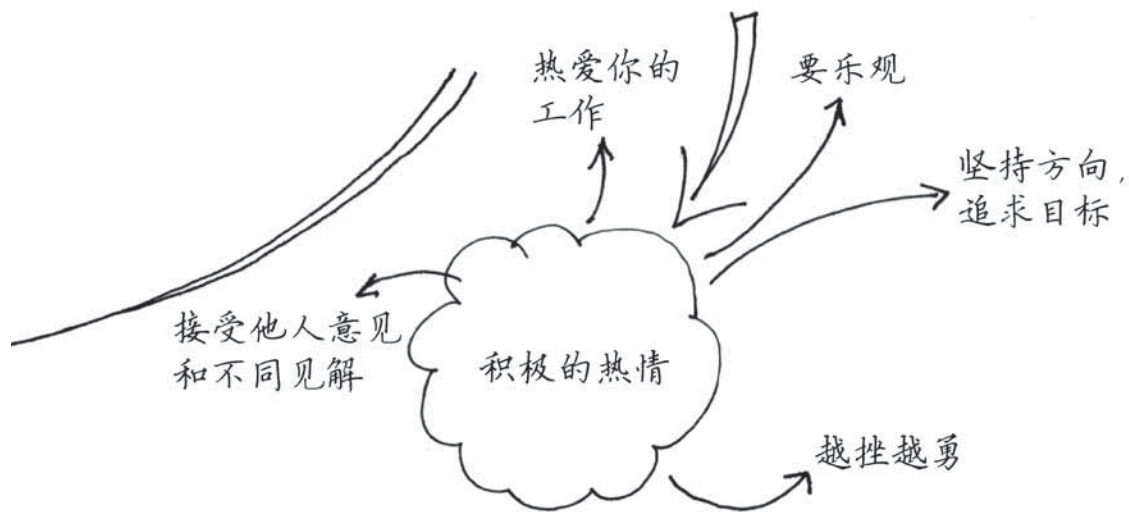 热爱你的
工作
要乐观
坚持方向,
追求目标
接受他人意见
和不同见解
积极的热情
越挫越勇